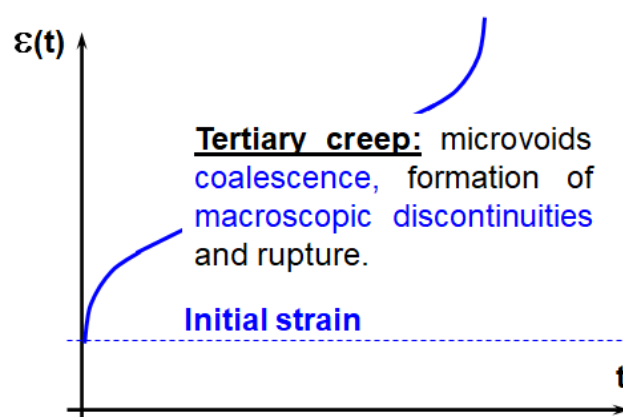 ε(t)
Tertiary creep: microvoids
coalescence, formation of
macroscopic discontinuities
and rupture.
Initial strain
t